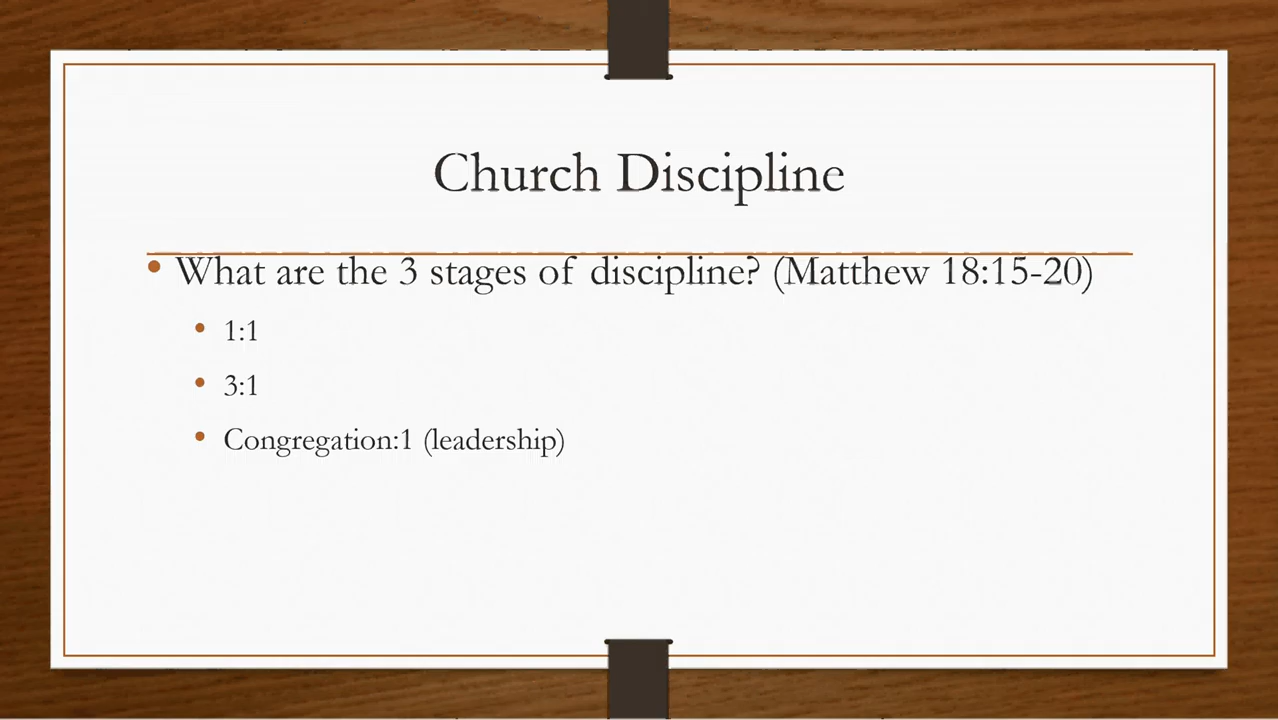 Church Discipline
• What are the 3 stages of discipline? (Matthew 18:15-20)
• 1:1
• 3:1
• Congregation:1 (leadership)